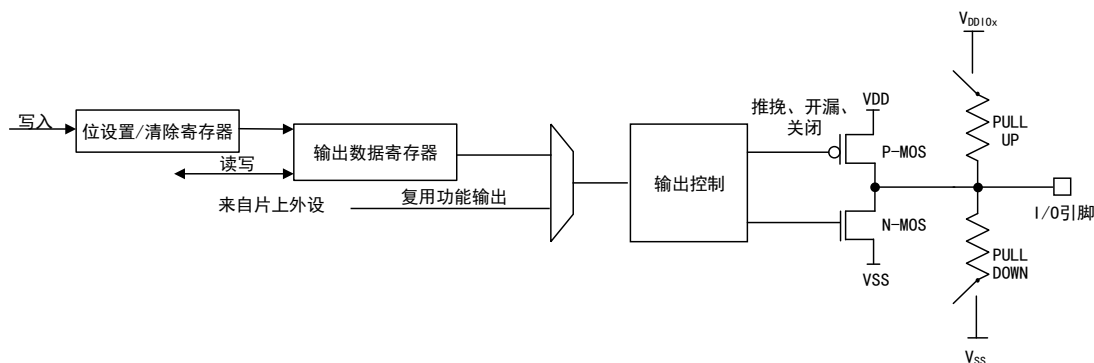 V_DDIOx
写入
位设置/清除寄存器
读写
输出数据寄存器
来自片上外设
复用功能输出
输出控制
推挽、开漏、
关闭
VDD
P-MOS
N-MOS
VSS
PULL
UP
I/O引脚
PULL
DOWN
V_SS